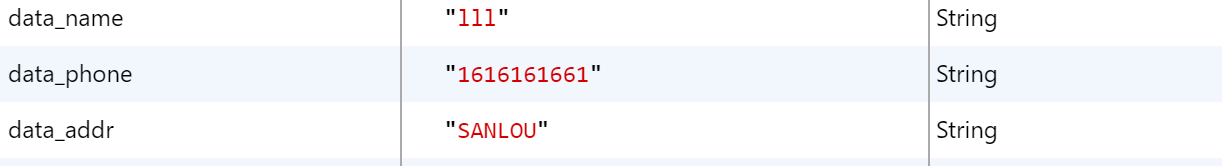 data_name "lll" String
data_phone "1616161661" String
data_addr "SANLOU" String